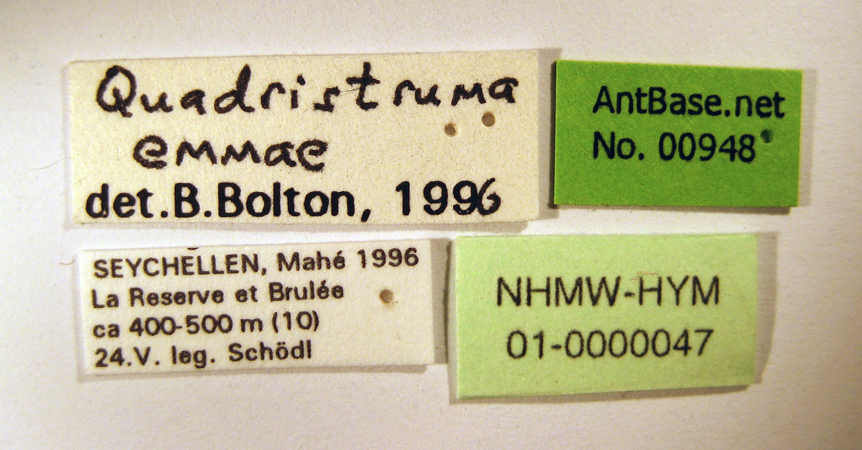 Quadristruma
emmae
det.B.Bolton, 1996
AntBase.net
No. 00948
SEYCHELLEN, Mahé 1996
La Reserve et Brulée
ca 400-500 m (10)
24.V. leg. Schödl
NHMW-HYM
01-0000047